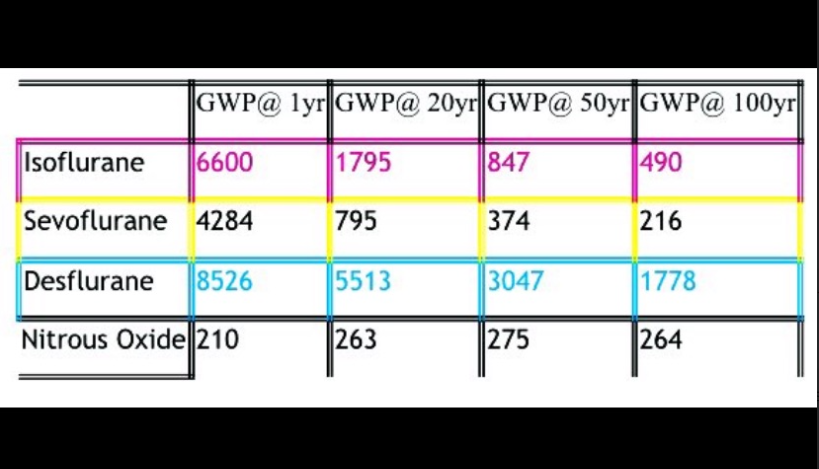 GWP@ 1yr GWP@ 20yr GWP@ 50yr GWP@ 100yr
Isoflurane 6600 1795 847 490
Sevoflurane 4284 795 374 216
Desflurane 8526 5513 3047 1778
Nitrous Oxide 210 263 275 264